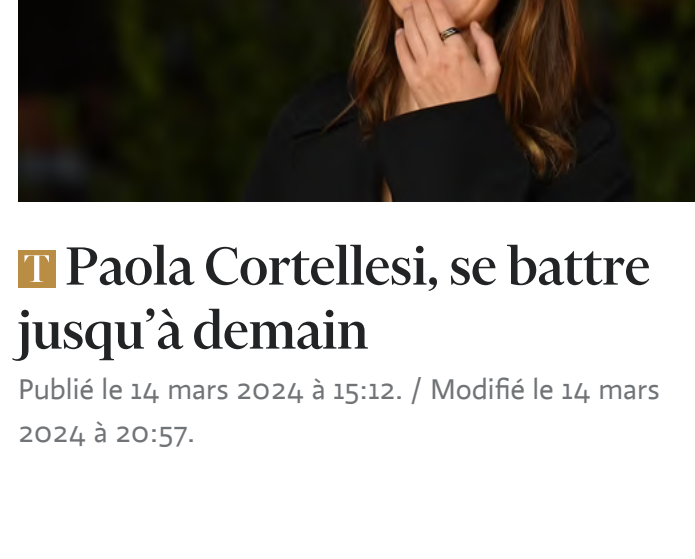 T Paola Cortellesi, se battre
jusqu’à demain
Publié le 14 mars 2024 à 15:12. / Modifié le 14 mars
2024 à 20:57.